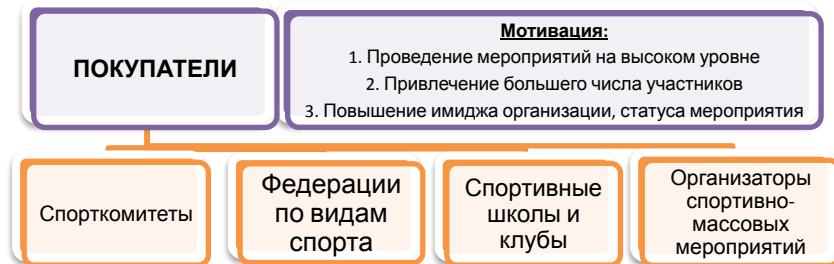 ПОКУПАТЕЛИ
Мотивация:
1. Проведение мероприятий на высоком уровне
2. Привлечение большего числа участников
3. Повышение имиджа организации, статуса мероприятия
Спорткомитеты
Федерации
по видам
спорта
Спортивные
школы и
клубы
Организаторы
спортивно-
массовых
мероприятий